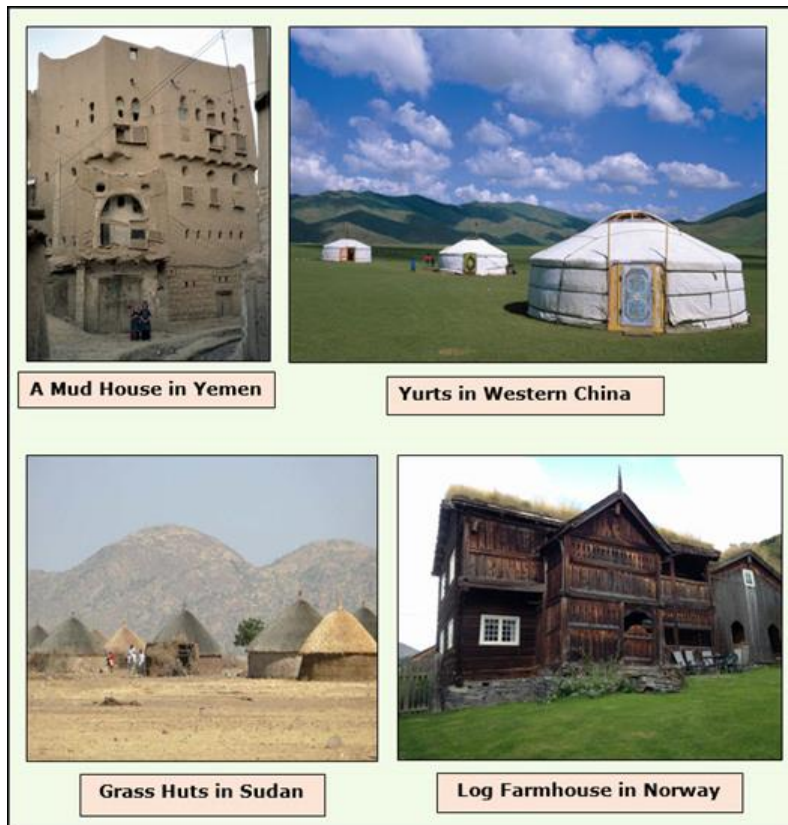 A Mud House in Yemen
Yurts in Western China
Grass Huts in Sudan
Log Farmhouse in Norway